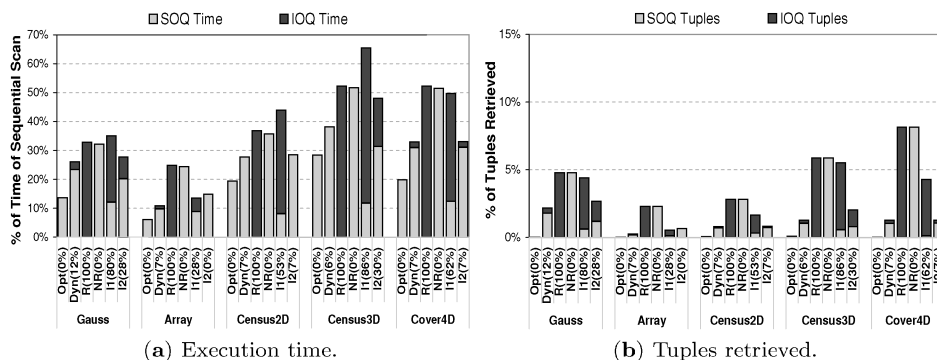 SOQ Time IOQ Time
% of Time of Sequential Scan
70%
60%
50%
40%
30%
20%
10%
0%
Opt(0%) Dyn(12%) R(100%) NR(0%) I1(80%) I2(28%)
Opt(0%) Dyn(7%) R(100%) NR(0%) I1(28%) I2(0%)
Opt(0%) Dyn(7%) R(100%) NR(0%) I1(53%) I2(7%)
Opt(0%) Dyn(6%) R(100%) NR(0%) I1(86%) I2(30%)
Opt(0%) Dyn(7%) R(100% NR(0%) I1(62%) I2(7%)
Gauss Array Census2D Census3D Cover4D
(a) Execution time.
SOQ Tuples IOQ Tuples
% of Tuples Retrieved
15%
10%
5%
0%
Opt(0%) Dyn(12%) R(100%) NR(0%) I1(80%) I2(28%)
Opt(0%) Dyn(7%) R(100%) NR(0%) I1(28%) I2(0%)
Opt(0%) Dyn(7%) R(100%) NR(0%) I1(53%) I2(7%)
Opt(0%) Dyn(6%) R(100%) NR(0%) I1(86%) I2(30%)
Opt(0%) Dyn(7%) R(100% NR(0%) I1(62%)
Gauss Array Census2D Census3D Cover4D
(b) Tuples retrieved.